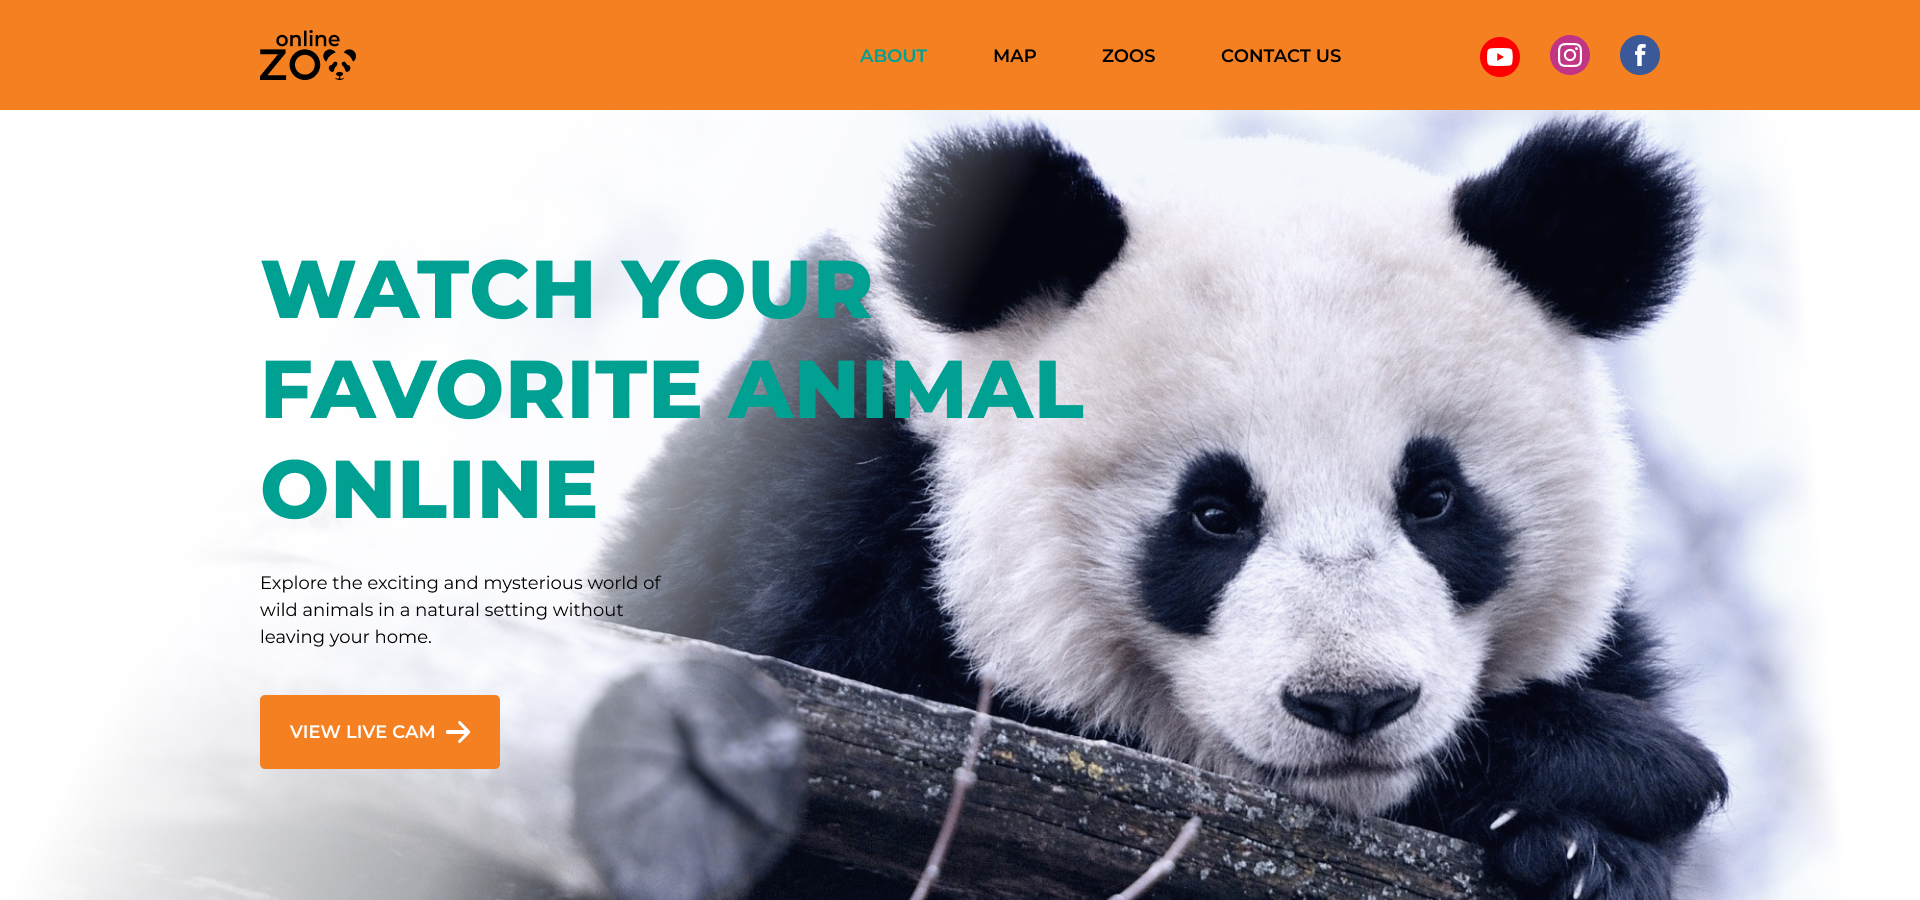 online
ZOO
ABOUT MAP ZOOS CONTACT US
WATCH YOUR
FAVORITE ANIMAL
ONLINE
Explore the exciting and mysterious world of
wild animals in a natural setting without
leaving your home.
VIEW LIVE CAM